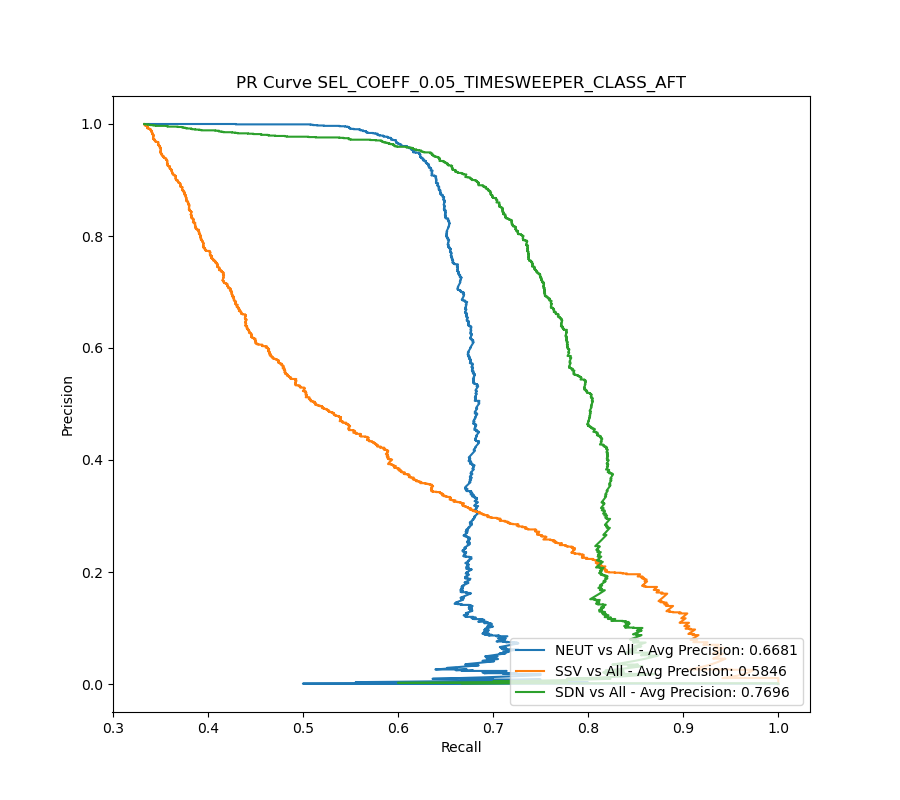 PR Curve SEL_COEFF_0.05_TIMESWEEPER_CLASS_AFT
1.0
0.8
0.6
0.4
0.2
0.0
Precision
NEUT vs All - Avg Precision: 0.6681
SSV vs All - Avg Precision: 0.5846
SDN vs All - Avg Precision: 0.7696
0.3 0.4 0.5 0.6 0.7 0.8 0.9 1.0
Recall